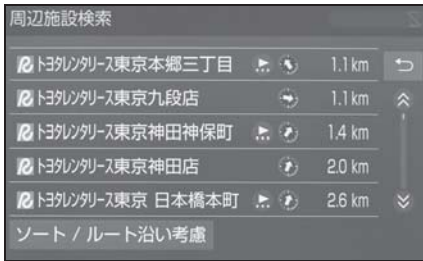 周辺施設検索
トヨタレンタリース東京本郷三丁目 1.1 km
トヨタレンタリース東京九段店 1.1 km
トヨタレンタリース東京神田神保町 1.4 km
トヨタレンタリース東京神田店 2.0 km
トヨタレンタリース東京 日本橋本町 2.6 km
ソート / ルート沿い考慮